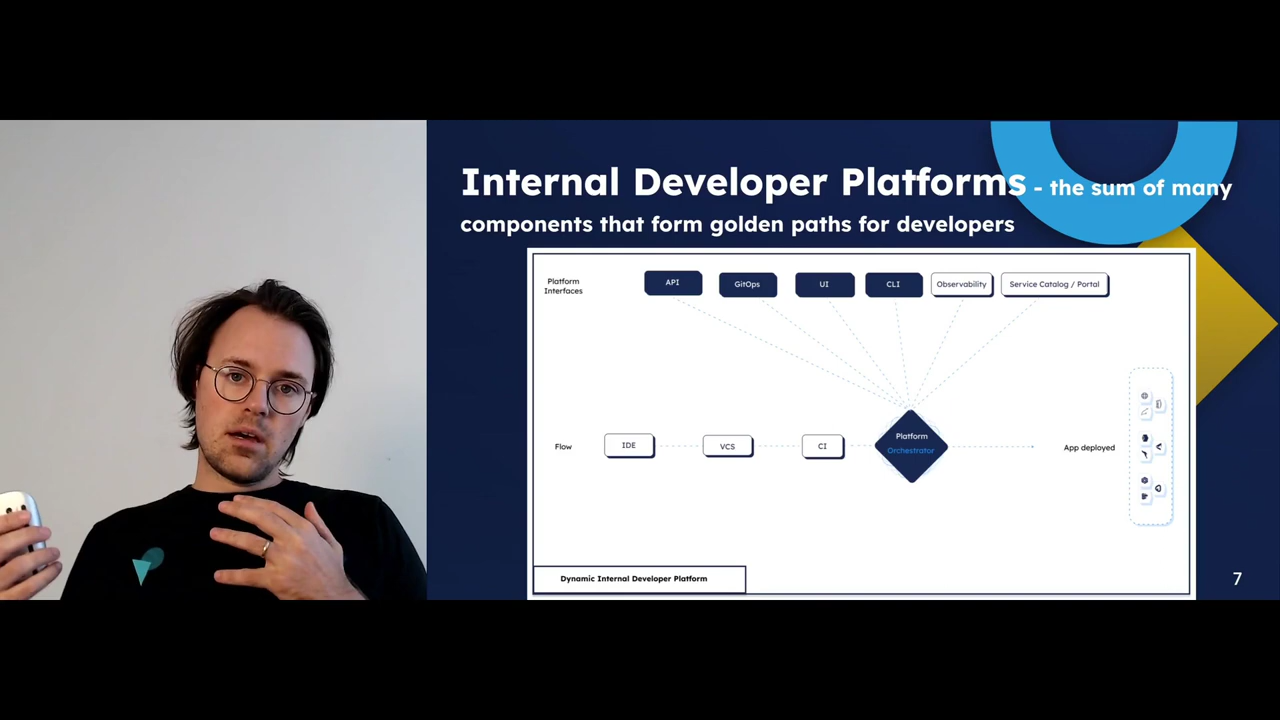 Internal Developer Platforms - the sum of many
components that form golden paths for developers
Platform
Interfaces
API
GitOps
UI
CLI
Observability
Service Catalog / Portal
Flow
IDE
VCS
CI
Platform
Orchestrator
App deployed
Dynamic Internal Developer Platform
7